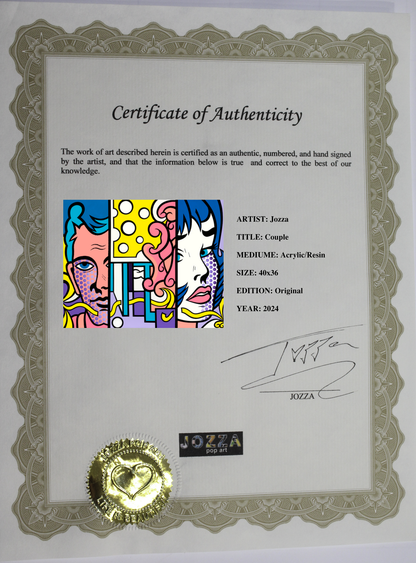 Certificate of Authenticity
The work of art described herein is certified as an authentic, numbered, and hand signed
by the artist, and that the information below is true and correct to the best of our
knowledge.
ARTIST: Jozza
TITLE: Couple
MEDIUME: Acrylic/Resin
SIZE: 40x36
EDITION: Original
YEAR: 2024
Jozza
JOZZA
JOZZA
pop art